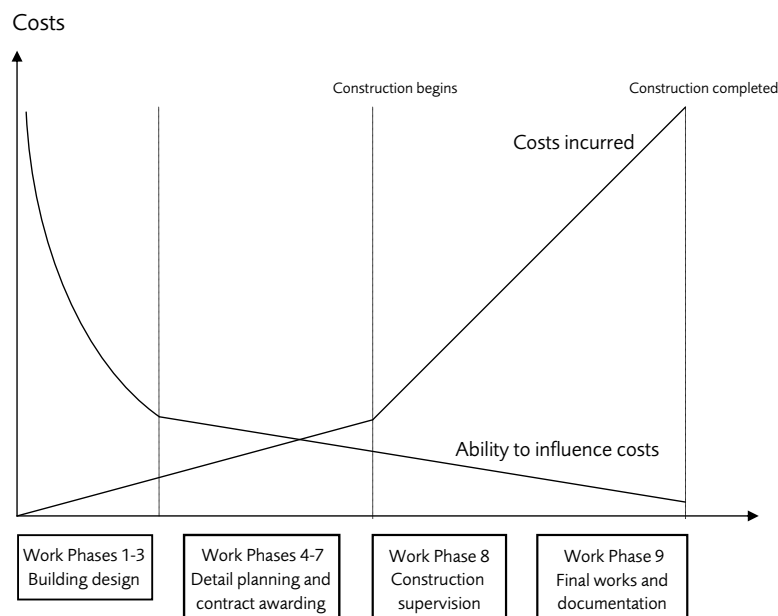 Costs
Construction begins
Construction completed
Costs incurred
Ability to influence costs
Work Phases 1-3
Building design
Work Phases 4-7
Detail planning and
contract awarding
Work Phase 8
Construction
supervision
Work Phase 9
Final works and
documentation